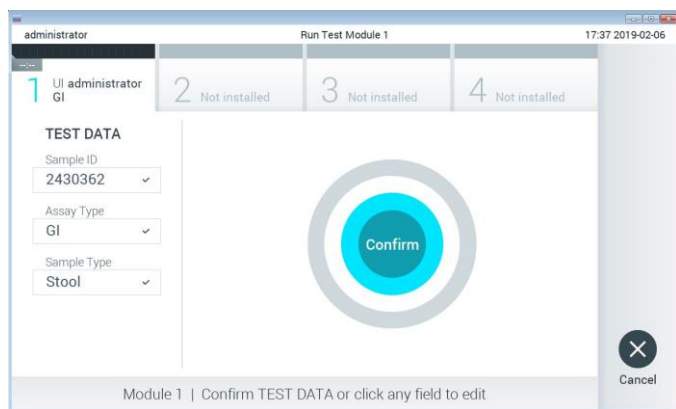 administrator Run Test Module 1 17:37 2019-02-06
--:--
1 UI administrator 2 Not installed 3 Not installed 4 Not installed
GI
TEST DATA
Sample ID
2430362
Assay Type
GI
Sample Type
Stool
Confirm
Cancel
Module 1 | Confirm TEST DATA or click any field to edit